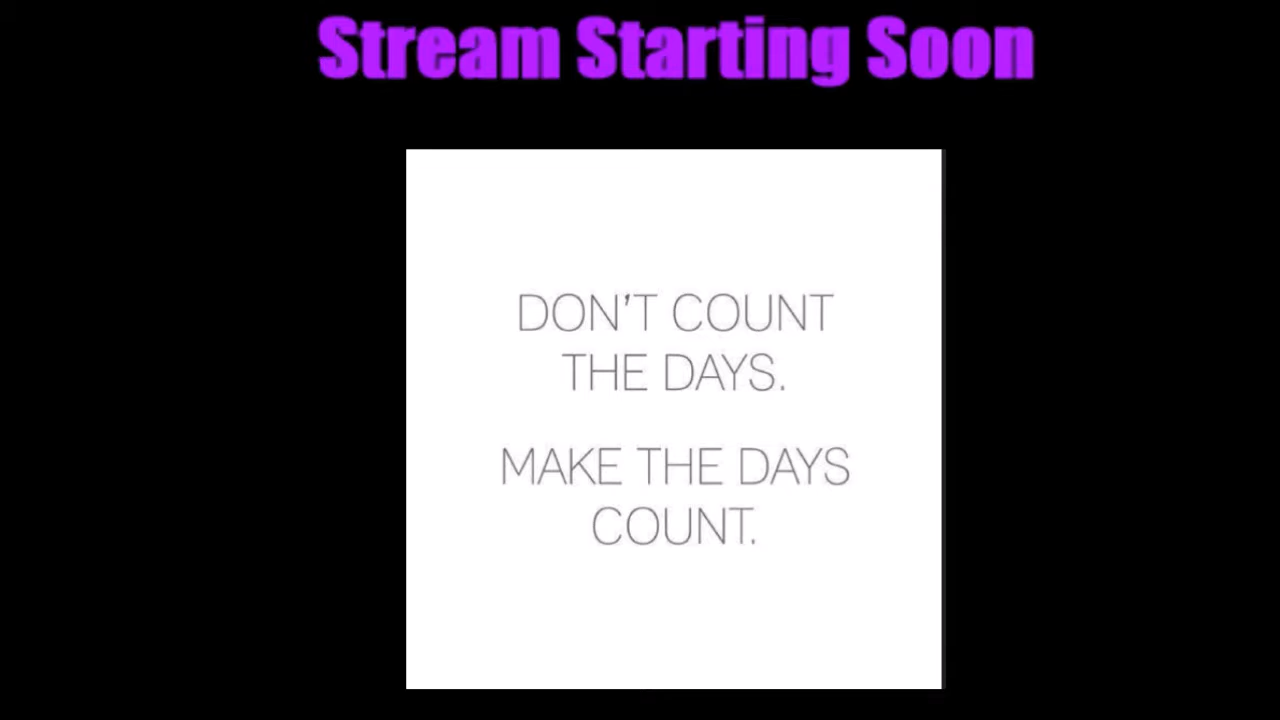 Stream Starting Soon
DON'T COUNT
THE DAYS.
MAKE THE DAYS
COUNT.